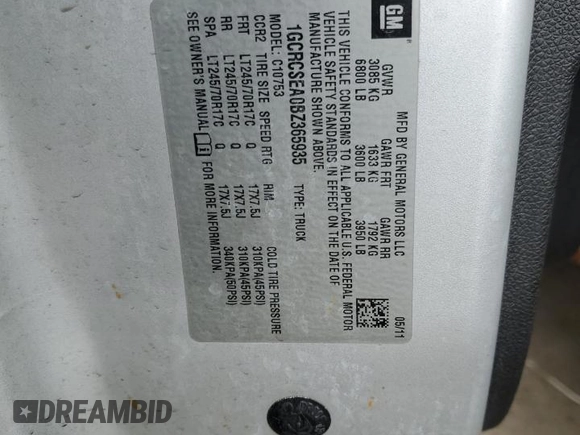 GM
MFD BY GENERAL MOTORS LLC 05/11
GVWR GAWR FRT GAWR RR
3085 KG 1633 KG 1792 KG
6800 LB 3600 LB 3950 LB
THIS VEHICLE CONFORMS TO ALL APPLICABLE U.S. FEDERAL MOTOR
VEHICLE SAFETY STANDARDS IN EFFECT ON THE DATE OF
MANUFACTURE SHOWN ABOVE.
1GCRCSEA0BZ365935 TYPE: TRUCK
CCR2 C10753
TIRE SIZE SPEED RTG RIM COLD TIRE PRESSURE
FRT LT245/70R17C Q 17X7.5J 310KPA(45PSI)
RR LT245/70R17C Q 17X7.5J 310KPA(45PSI)
SPA LT245/70R17C Q 17X7.5J 340KPA(50PSI)
SEE OWNER'S MANUAL i FOR MORE INFORMATION.
DREAMBID